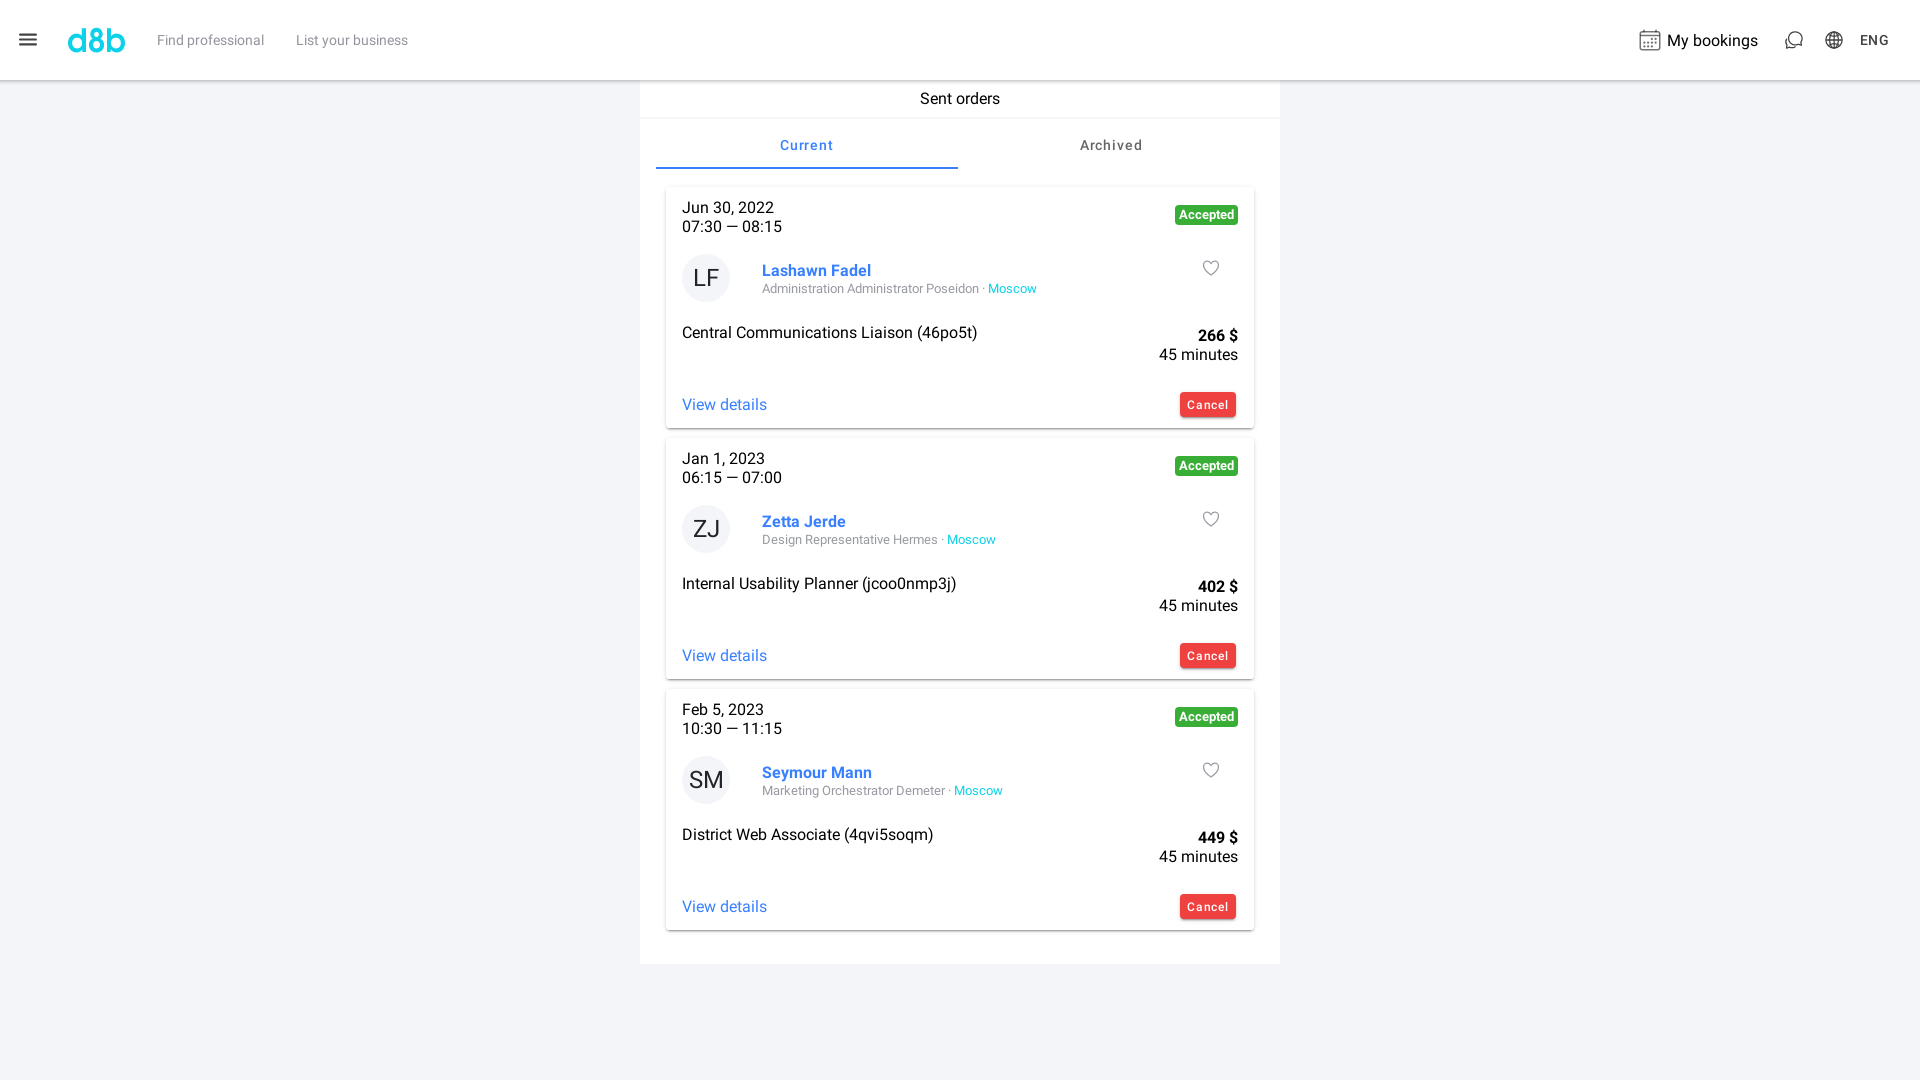 d8b
Find professional
List your business
My bookings
ENG
Sent orders
Current
Archived
Jun 30, 2022
07:30 — 08:15
Accepted
LF
Lashawn Fadel
Administration Administrator Poseidon · Moscow
Central Communications Liaison (46po5t)
266 $
45 minutes
View details
Cancel
Jan 1, 2023
06:15 — 07:00
Accepted
ZJ
Zetta Jerde
Design Representative Hermes · Moscow
Internal Usability Planner (jcoo0nmp3j)
402 $
45 minutes
View details
Cancel
Feb 5, 2023
10:30 — 11:15
Accepted
SM
Seymour Mann
Marketing Orchestrator Demeter · Moscow
District Web Associate (4qvi5soqm)
449 $
45 minutes
View details
Cancel